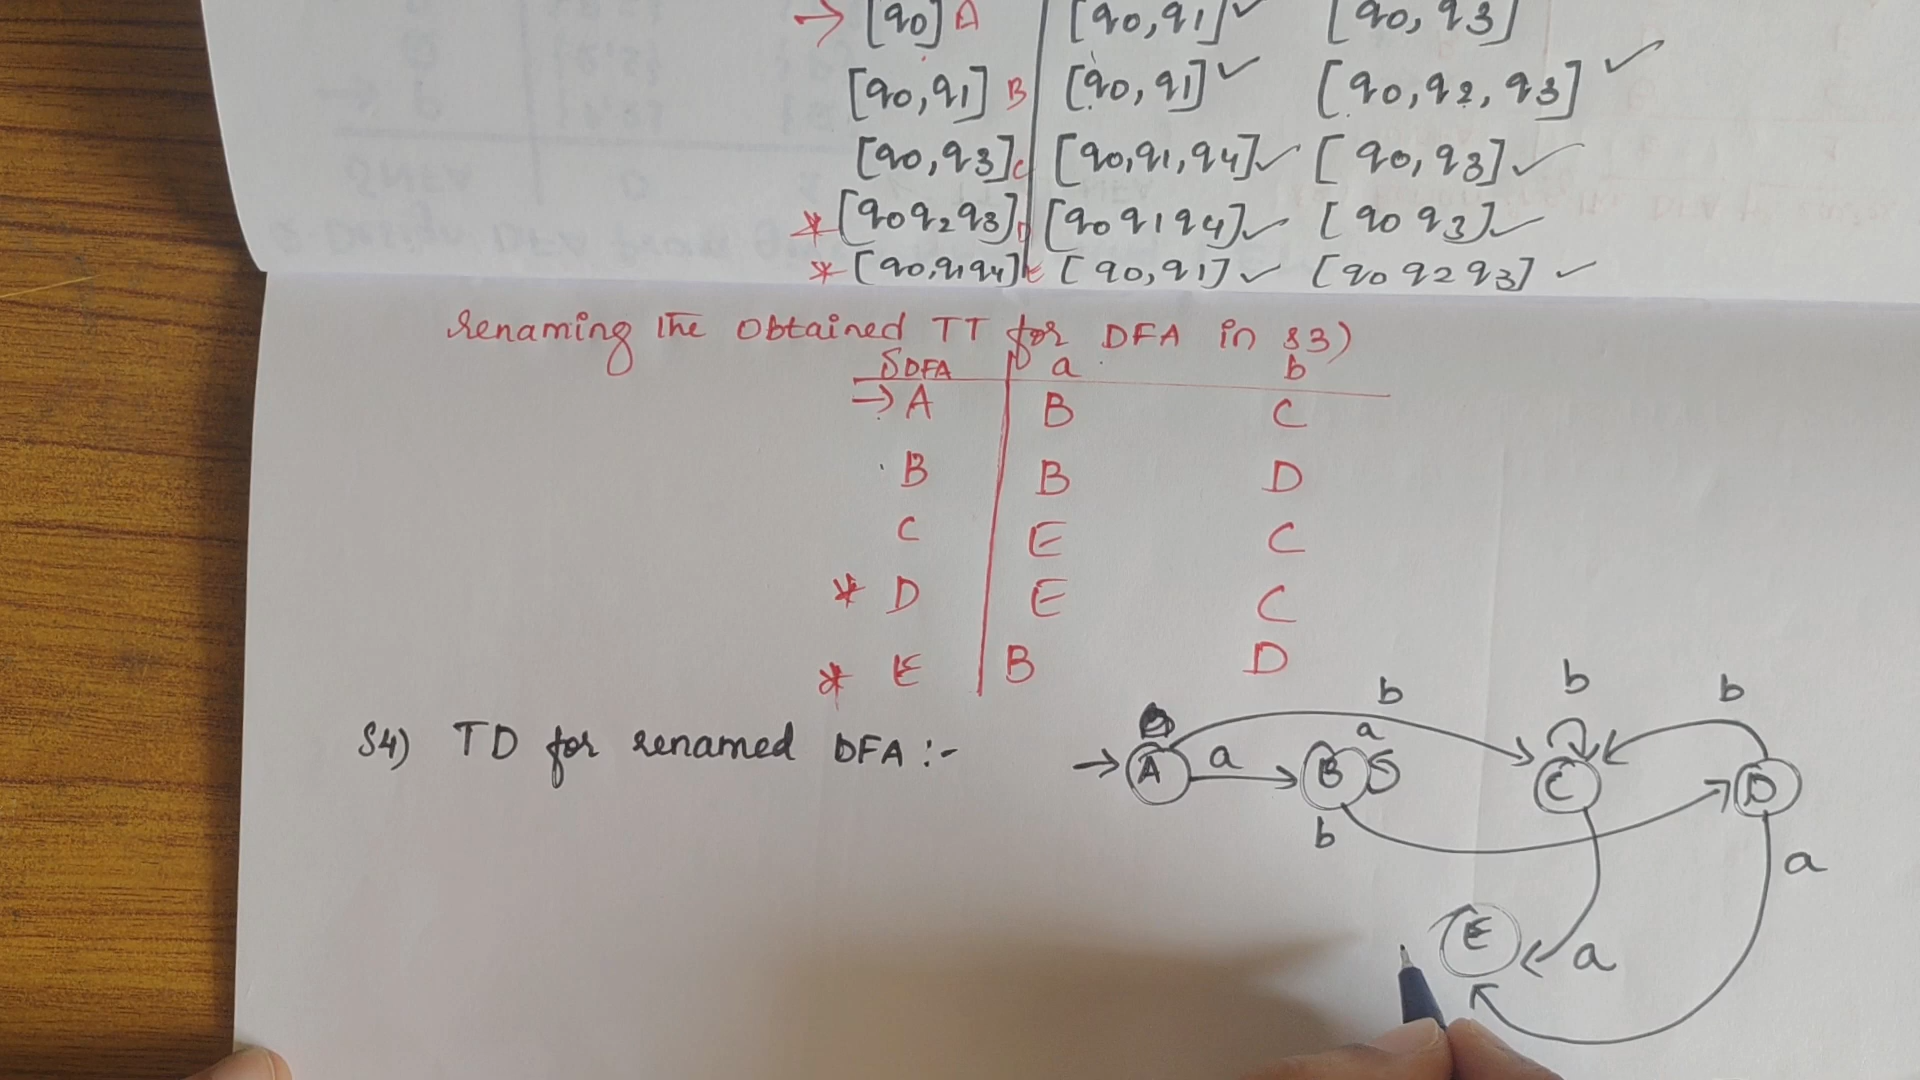 → [q0] A [q0,q1] ✓ [q0, q3]
[q0,q1] B [q0, q1] ✓ [q0,q2, q3] ✓
[q0,q3] C [q0,q1,q4] ✓ [q0, q3] ✓
* [q0 q2 q3] D [q0 q1 q4] ✓ [q0 q3] ✓
* [q0,q1 q4] E [q0,q1] ✓ [q0 q2 q3] ✓
renaming the obtained TT for DFA in S3)
δDFA a b
→ A B C
B B D
C E C
* D E C
* E B D
S4) TD for renamed DFA :-
b b b
a
→ A a B C D
b
a
E a